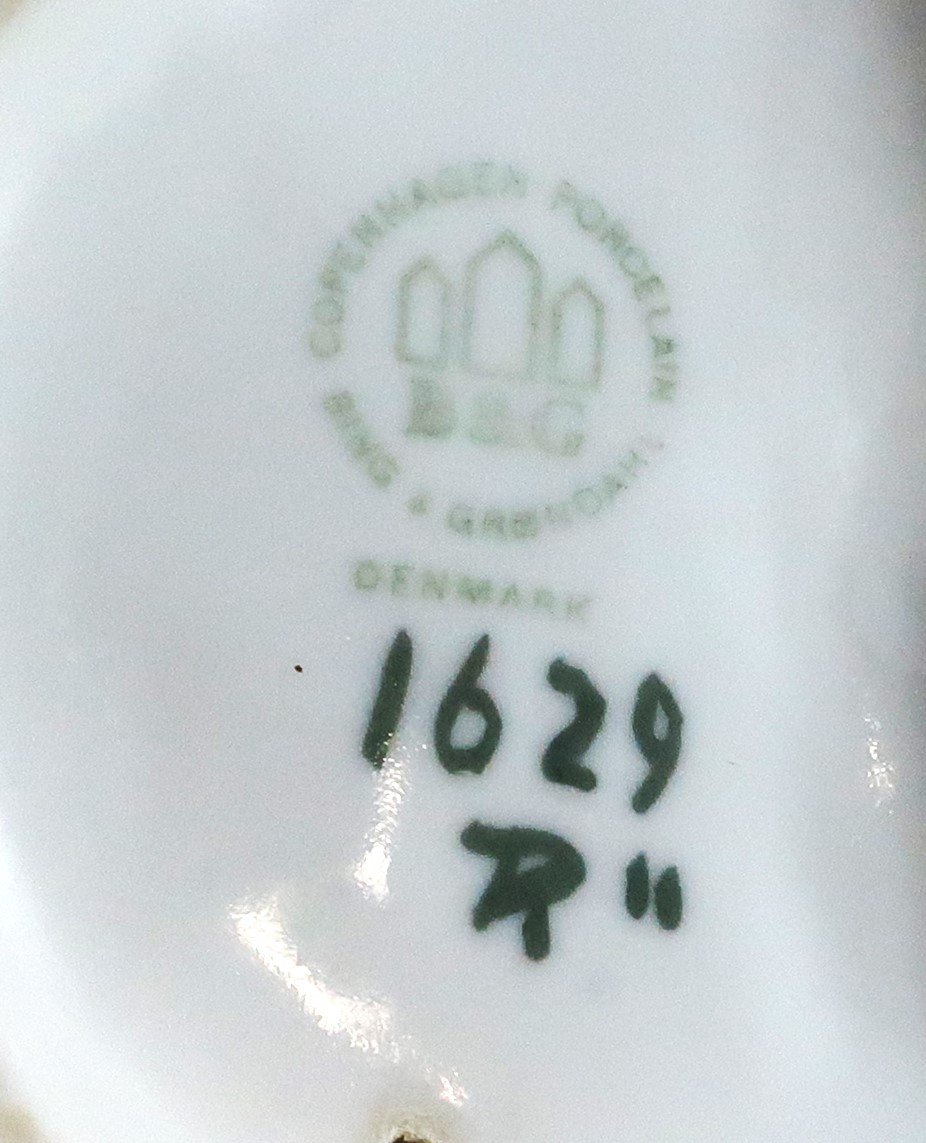 COPENHAGEN PORCELAIN
B&G
BING & GRØNDAHL
DENMARK
1629
R"